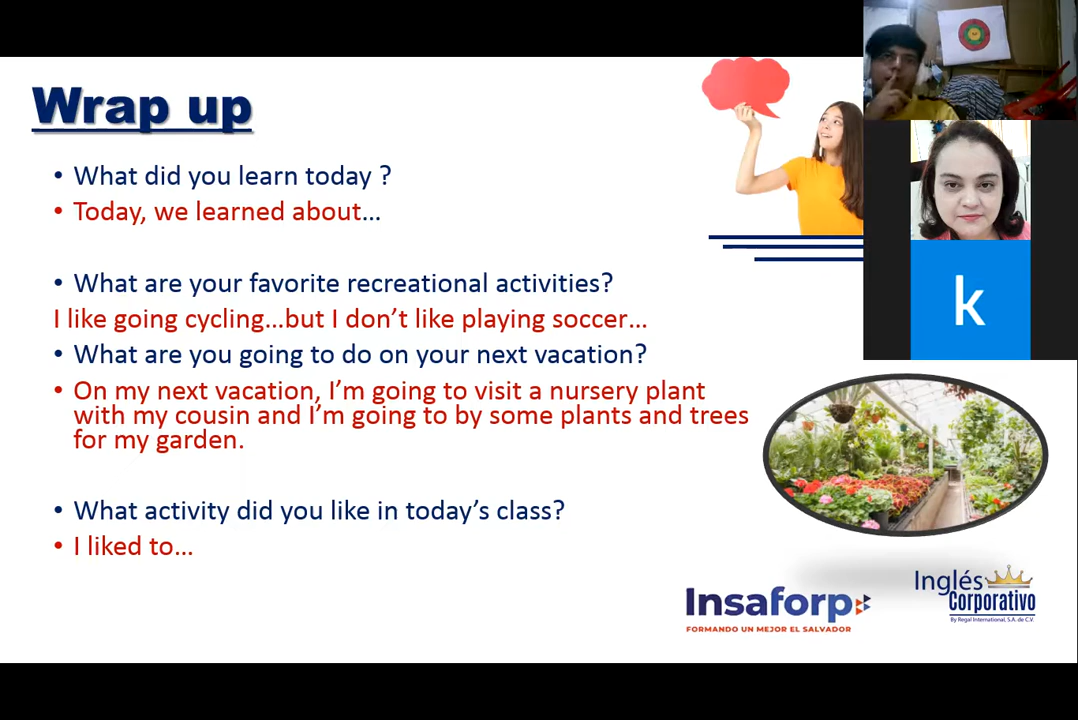 Wrap up
• What did you learn today ?
• Today, we learned about…
• What are your favorite recreational activities?
I like going cycling…but I don't like playing soccer…
• What are you going to do on your next vacation?
• On my next vacation, I'm going to visit a nursery plant
with my cousin and I'm going to by some plants and trees
for my garden.
• What activity did you like in today's class?
• I liked to…
k
Insaforp
FORMANDO UN MEJOR EL SALVADOR
Inglés
Corporativo
By Regal International, S.A. de C.V.